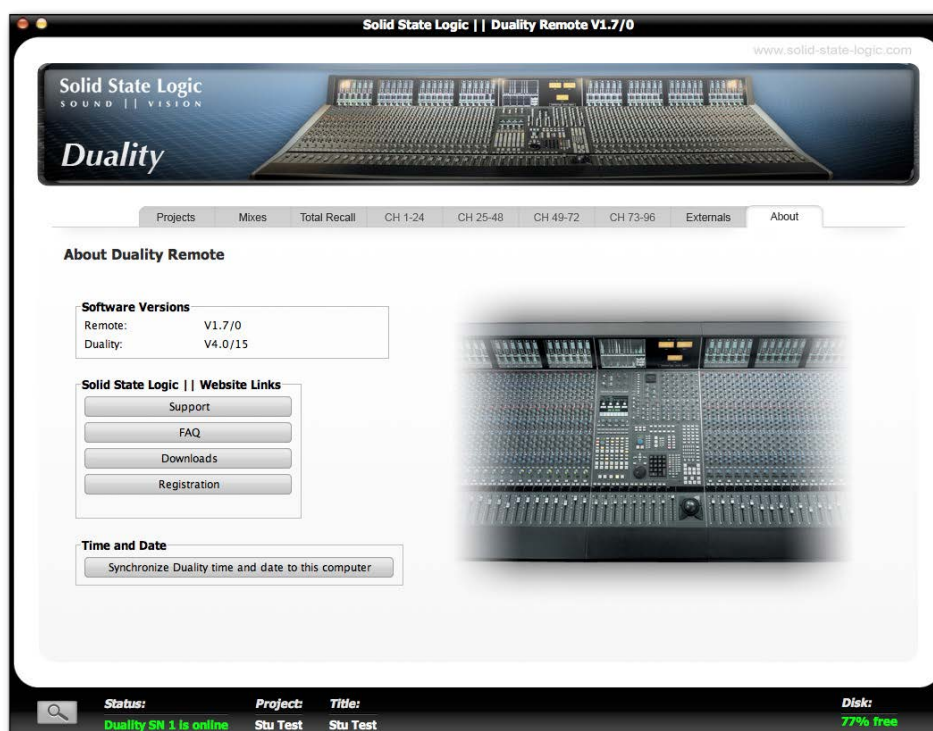 Solid State Logic || Duality Remote V1.7/0
www.solid-state-logic.com
Solid State Logic
SOUND || VISION
Duality
Projects Mixes Total Recall CH 1-24 CH 25-48 CH 49-72 CH 73-96 Externals About
About Duality Remote
Software Versions
Remote: V1.7/0
Duality: V4.0/15
Solid State Logic || Website Links
Support
FAQ
Downloads
Registration
Time and Date
Synchronize Duality time and date to this computer
Status: Project: Title: Disk:
Duality SN 1 is online Stu Test Stu Test 77% free